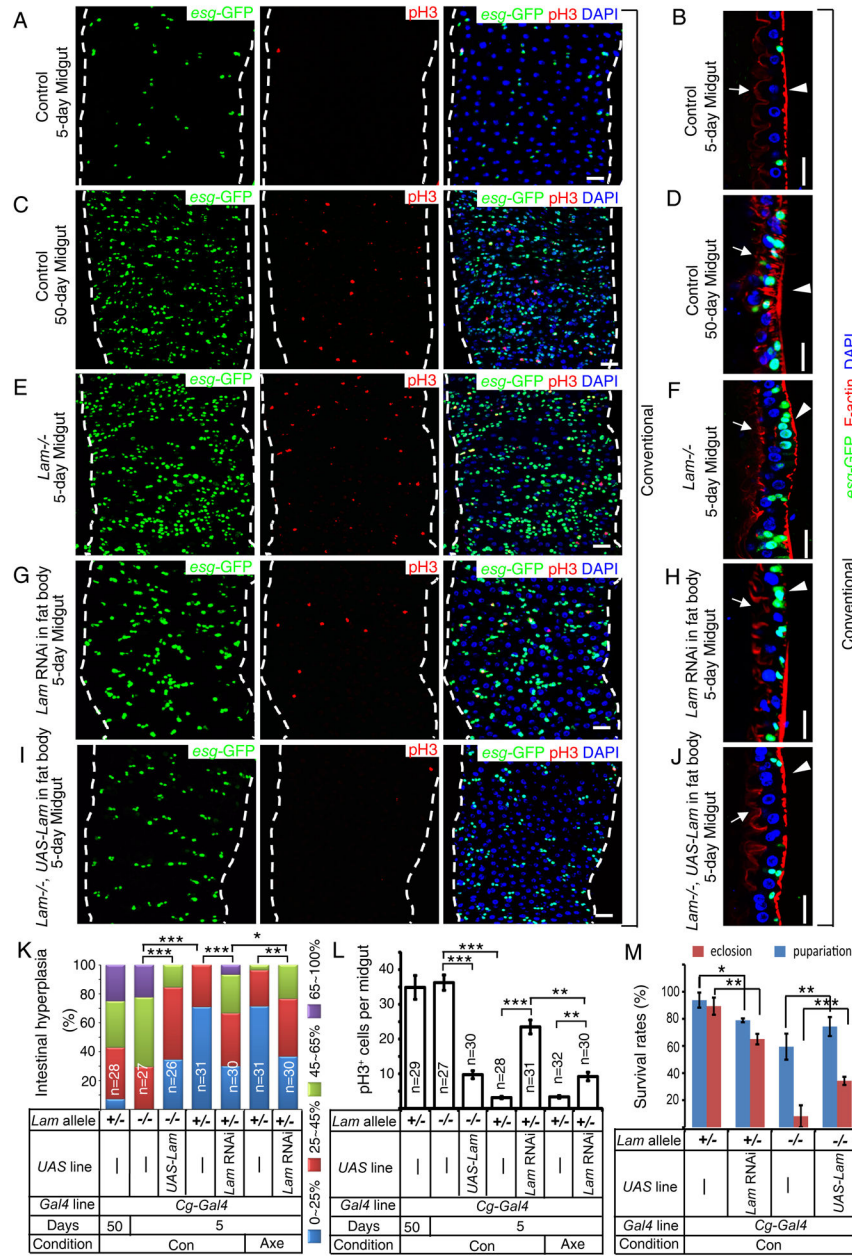 A
esg-GFP
pH3
esg-GFP pH3 DAPI
Control
5-day Midgut
B
Control
5-day Midgut
C
esg-GFP
pH3
esg-GFP pH3 DAPI
Control
50-day Midgut
D
Control
50-day Midgut
E
esg-GFP
pH3
esg-GFP pH3 DAPI
Lam-/-
5-day Midgut
F
Lam-/-
5-day Midgut
G
esg-GFP
pH3
esg-GFP pH3 DAPI
Lam RNAi in fat body
5-day Midgut
H
Lam RNAi in fat body
5-day Midgut
I
esg-GFP
pH3
esg-GFP pH3 DAPI
Lam-/-, UAS-Lam in fat body
5-day Midgut
J
Lam-/-, UAS-Lam in fat body
5-day Midgut
Conventional
esg-GFP F-actin DAPI
Conventional
K
*** *
*** *** **
Intestinal hyperplasia
(%)
100
80
60
40
20
n=28
n=27
n=26
n=31
n=30
n=31
n=30
65~100%
45~65%
25~45%
0~25%
Lam allele +/- -/- -/- +/- +/- +/- +/-
UAS line — — UAS-Lam — Lam RNAi — Lam RNAi
Gal4 line Cg-Gal4
Days 50 5
Condition Con Axe
L
***
*** **
*** **
pH3+ cells per midgut
40
30
20
10
n=29
n=27
n=30
n=28
n=31
n=32
n=30
Lam allele +/- -/- -/- +/- +/- +/- +/-
UAS line — — UAS-Lam — Lam RNAi — Lam RNAi
Gal4 line Cg-Gal4
Days 50 5
Condition Con Axe
M
eclosion
pupariation
* **
** ***
Survival rates (%)
100
80
60
40
20
0
Lam allele +/- +/- -/- -/-
UAS line — Lam RNAi — UAS-Lam
Gal4 line Cg-Gal4
Condition Con